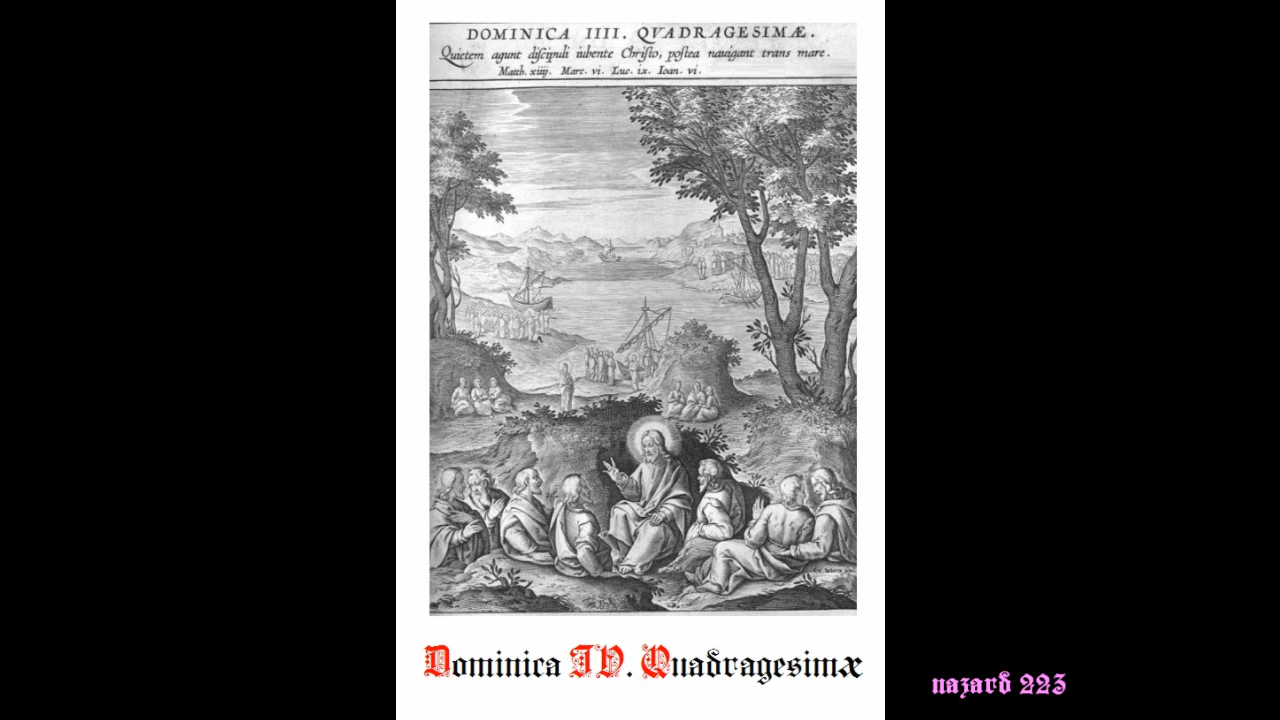 DOMINICA IIII. QVADRAGESIMÆ.
Quietem agunt diſcipuli iubente Chriſto, poſtea nauigant trans mare.
Matth. xiiij. Marc. vi. Luc. ix. Ioan. vi.
A
Dominica IV. Quadragesimæ
nazard 223